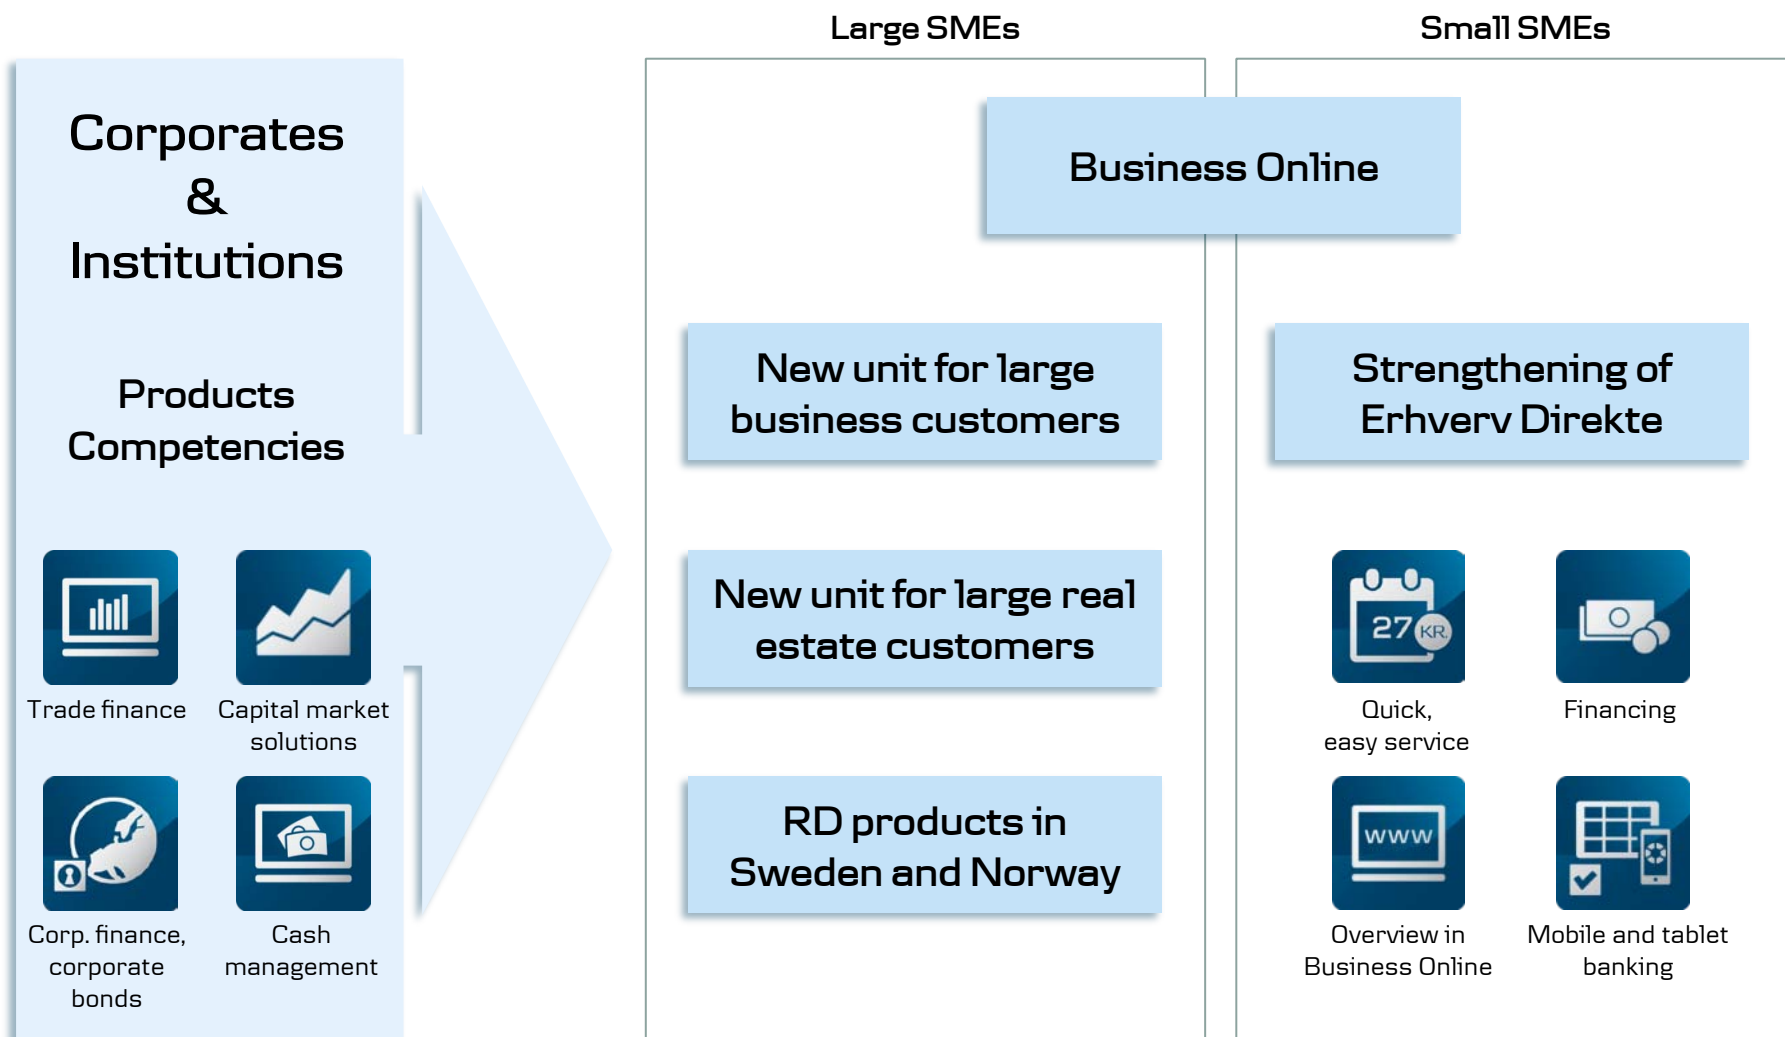 Large SMEs
Small SMEs
Corporates
&
Institutions
Products
Competencies
Trade finance
Capital market
solutions
Corp. finance,
corporate
bonds
Cash
management
Business Online
New unit for large
business customers
New unit for large real
estate customers
RD products in
Sweden and Norway
Strengthening of
Erhverv Direkte
27 KR.
Quick,
easy service
Financing
www
Overview in
Business Online
Mobile and tablet
banking